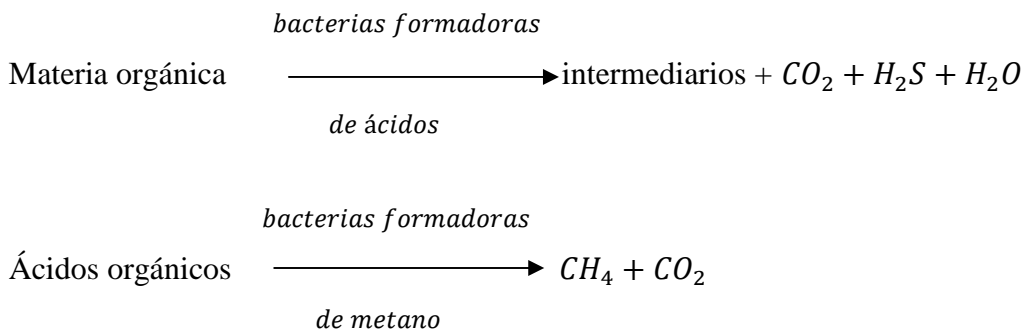 bacterias formadoras
Materia orgánica ⟶ intermediarios + CO₂ + H₂S + H₂O
de ácidos
bacterias formadoras
Ácidos orgánicos ⟶ CH₄ + CO₂
de metano